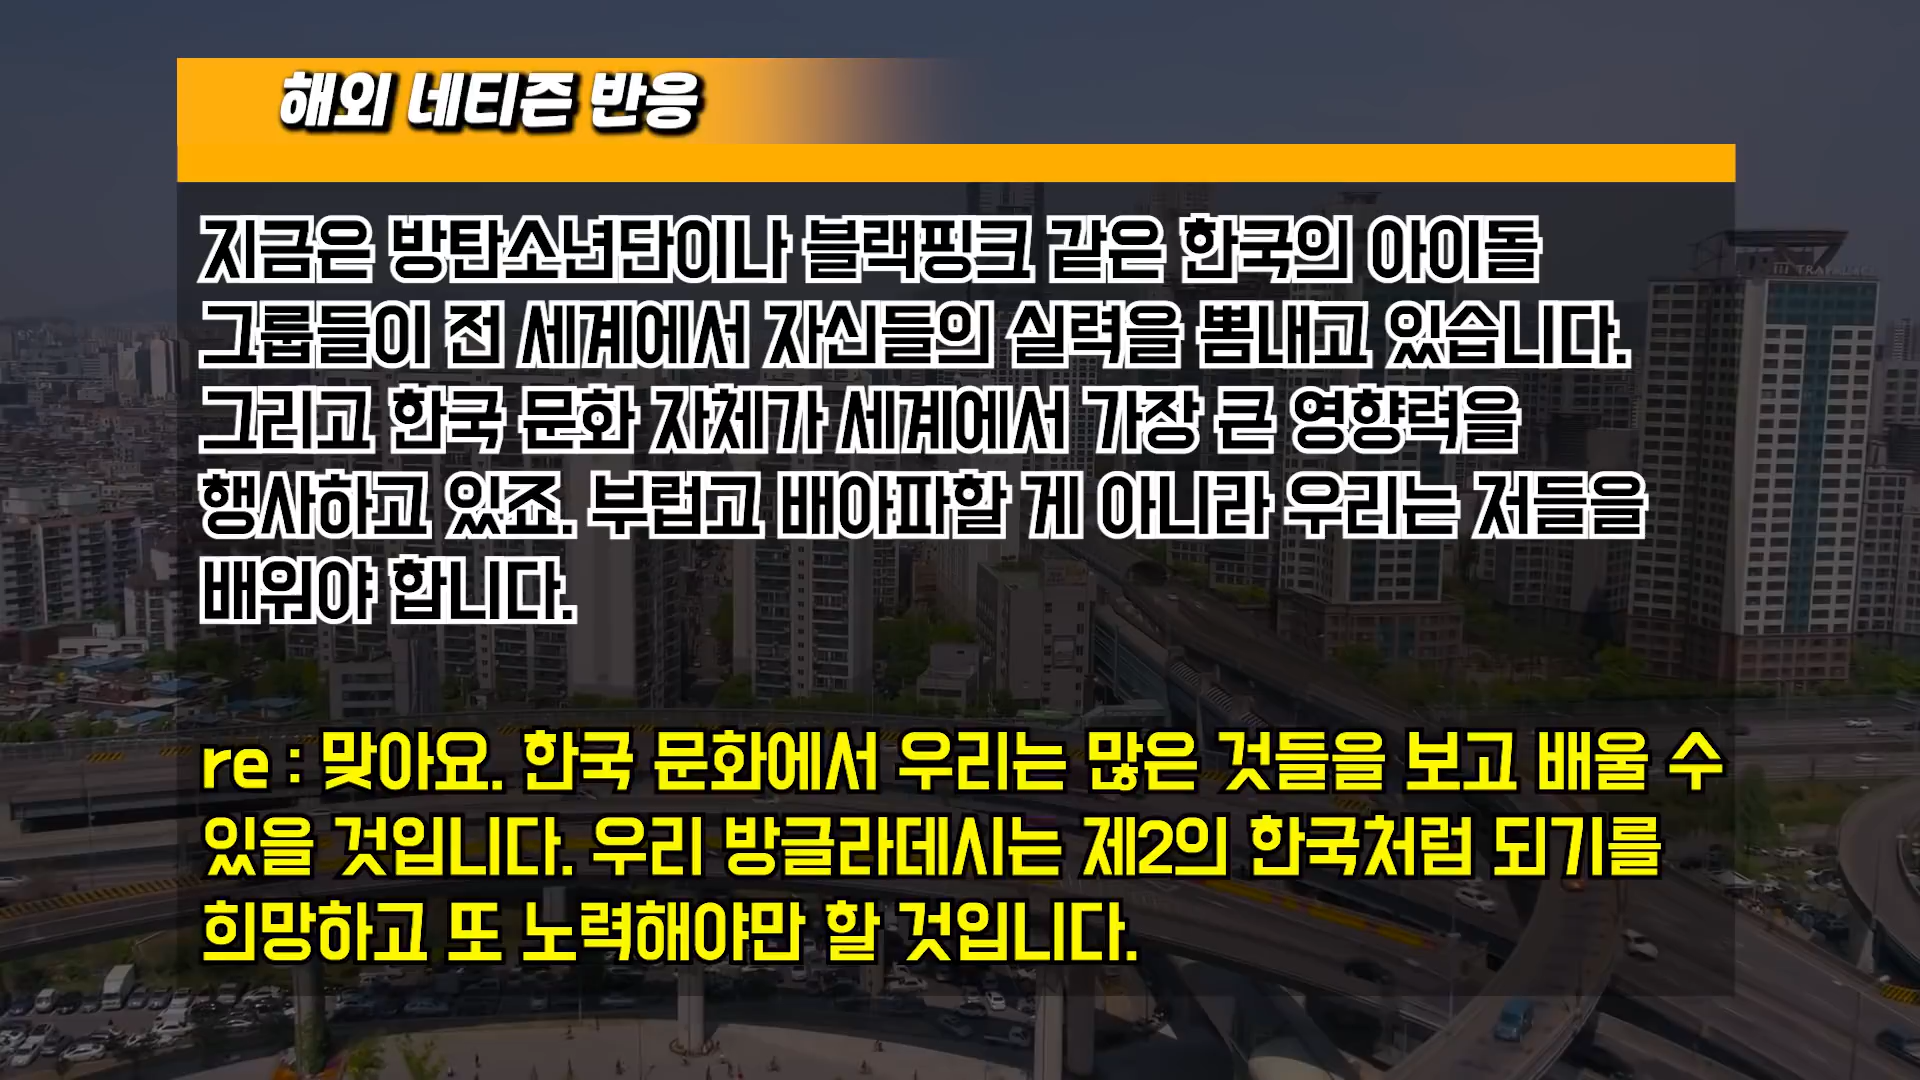 해외 네티즌 반응
지금은 방탄소년단이나 블랙핑크 같은 한국의 아이돌
그룹들이 전 세계에서 자신들의 실력을 뽐내고 있습니다.
그리고 한국 문화 자체가 세계에서 가장 큰 영향력을
행사하고 있죠. 부럽고 배아파할 게 아니라 우리는 저들을
배워야 합니다.
re : 맞아요. 한국 문화에서 우리는 많은 것들을 보고 배울 수
있을 것입니다. 우리 방글라데시는 제2의 한국처럼 되기를
희망하고 또 노력해야만 할 것입니다.